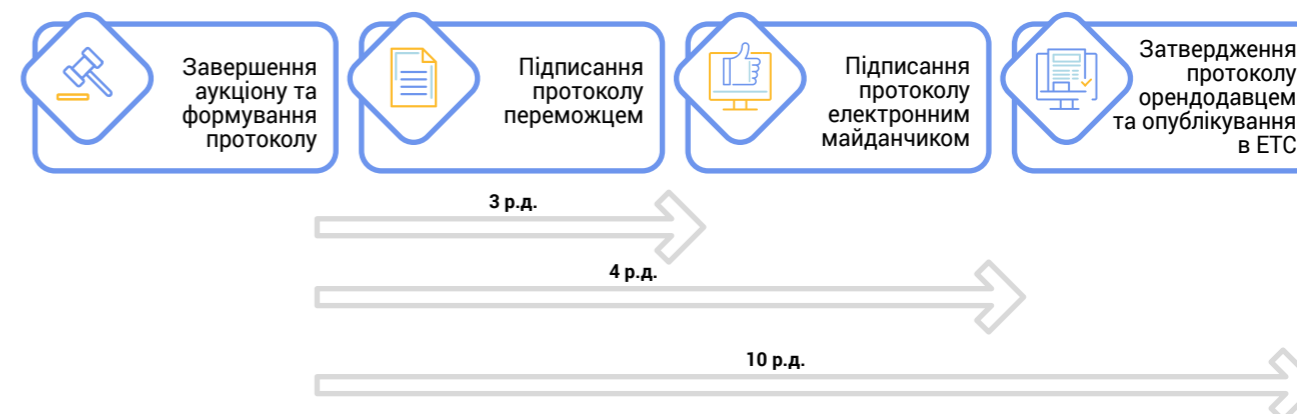 Завершення
аукціону та
формування
протоколу
Підписання
протоколу
переможцем
Підписання
протоколу
електронним
майданчиком
Затвердження
протоколу
орендодавцем
та опублікування
в ЕТС
3 р.д.
4 р.д.
10 р.д.